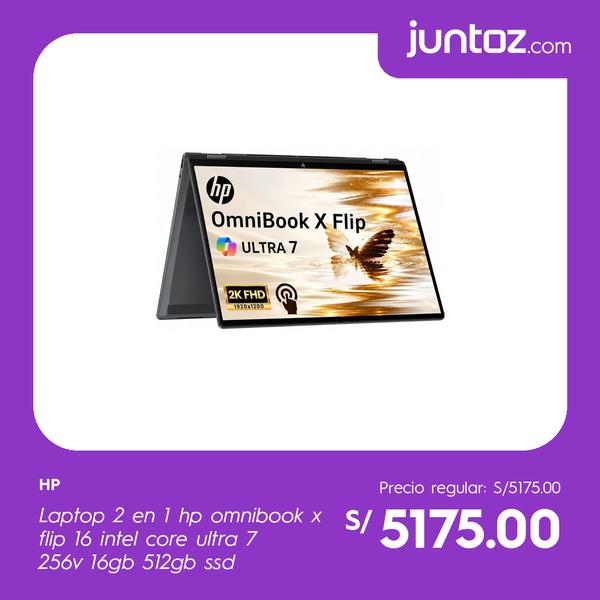 juntoz.com
hp
OmniBook X Flip
ULTRA 7
2K FHD
1920x1200
HP
Laptop 2 en 1 hp omnibook x
flip 16 intel core ultra 7
256v 16gb 512gb ssd
Precio regular: S/5175.00
S/ 5175.00